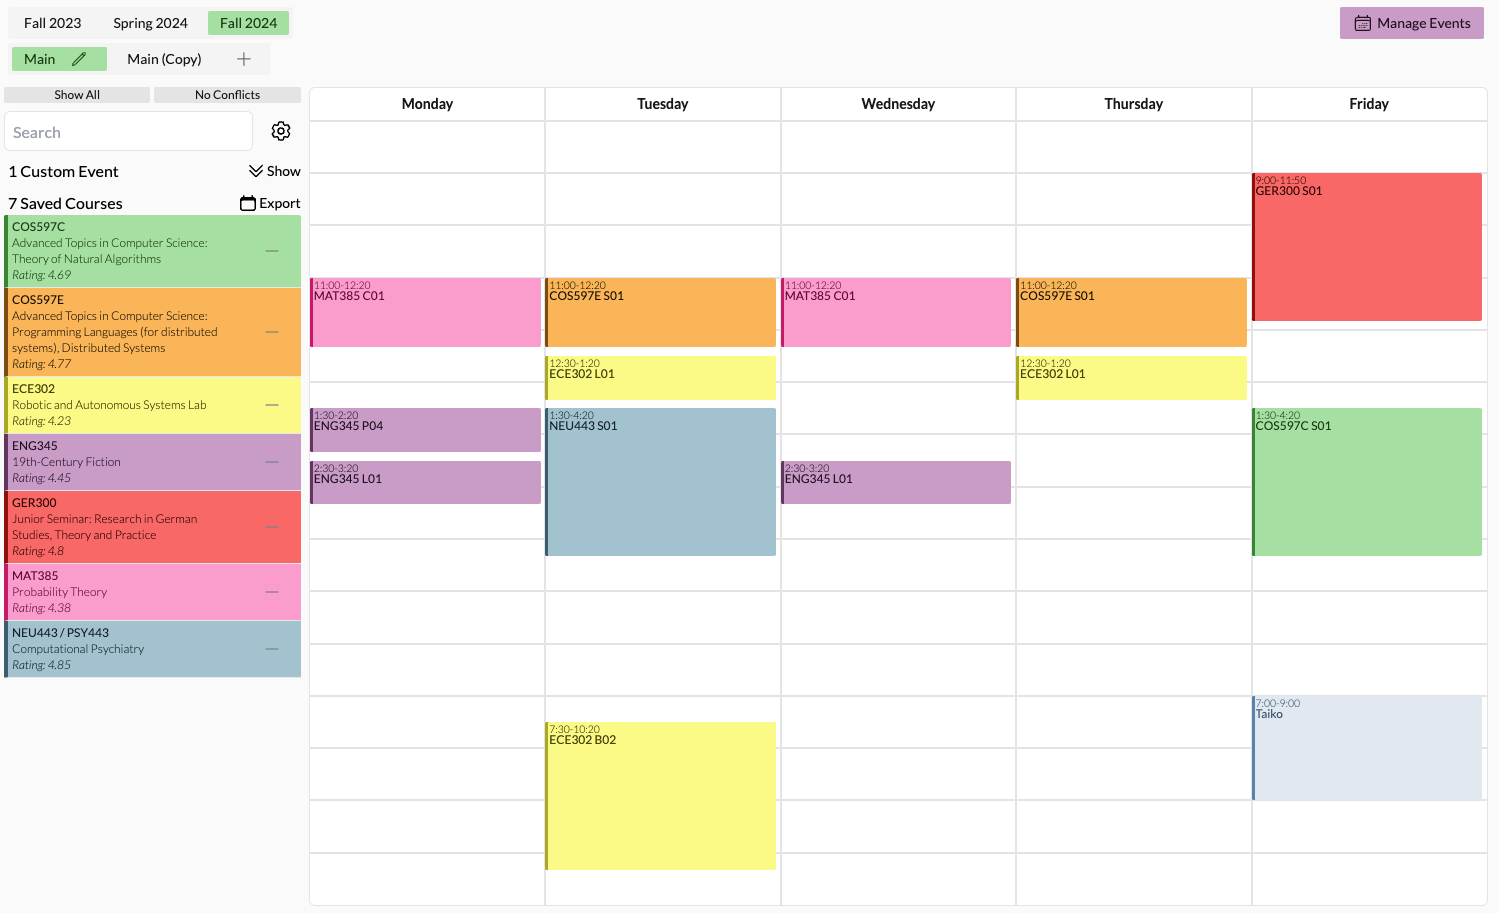 Fall 2023
Spring 2024
Fall 2024
Manage Events
Main
Main (Copy)
Show All
No Conflicts
Search
1 Custom Event
Show
7 Saved Courses
Export
COS597C
Advanced Topics in Computer Science:
Theory of Natural Algorithms
Rating: 4.69
COS597E
Advanced Topics in Computer Science:
Programming Languages (for distributed
systems), Distributed Systems
Rating: 4.77
ECE302
Robotic and Autonomous Systems Lab
Rating: 4.23
ENG345
19th-Century Fiction
Rating: 4.45
GER300
Junior Seminar: Research in German
Studies, Theory and Practice
Rating: 4.8
MAT385
Probability Theory
Rating: 4.38
NEU443 / PSY443
Computational Psychiatry
Rating: 4.85
Monday
Tuesday
Wednesday
Thursday
Friday
11:00-12:20
MAT385 C01
1:30-2:20
ENG345 P04
2:30-3:20
ENG345 L01
11:00-12:20
COS597E S01
12:30-1:20
ECE302 L01
1:30-4:20
NEU443 S01
7:30-10:20
ECE302 B02
11:00-12:20
MAT385 C01
2:30-3:20
ENG345 L01
11:00-12:20
COS597E S01
12:30-1:20
ECE302 L01
9:00-11:50
GER300 S01
1:30-4:20
COS597C S01
7:00-9:00
Taiko